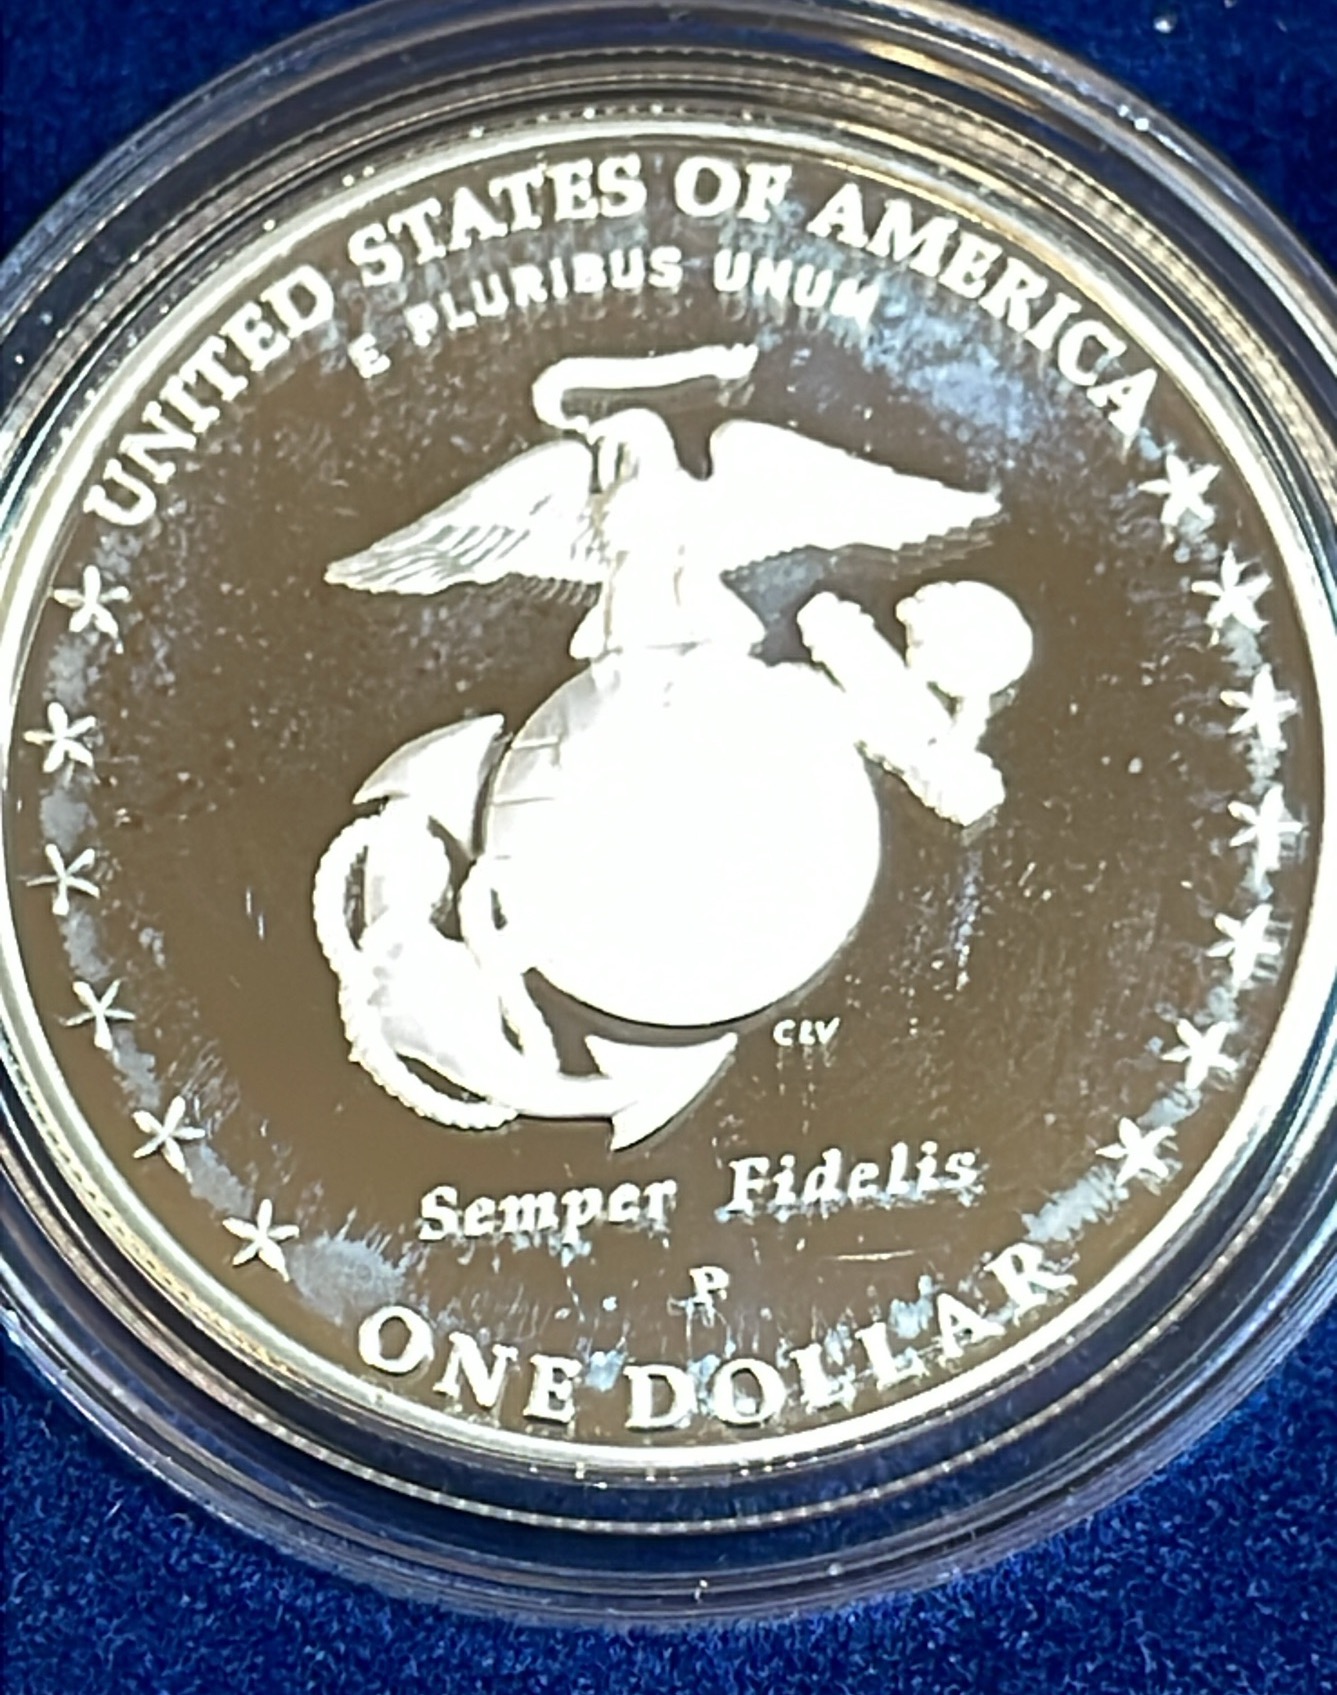 UNITED STATES OF AMERICA
E PLURIBUS UNUM
CLV
Semper Fidelis
P
ONE DOLLAR